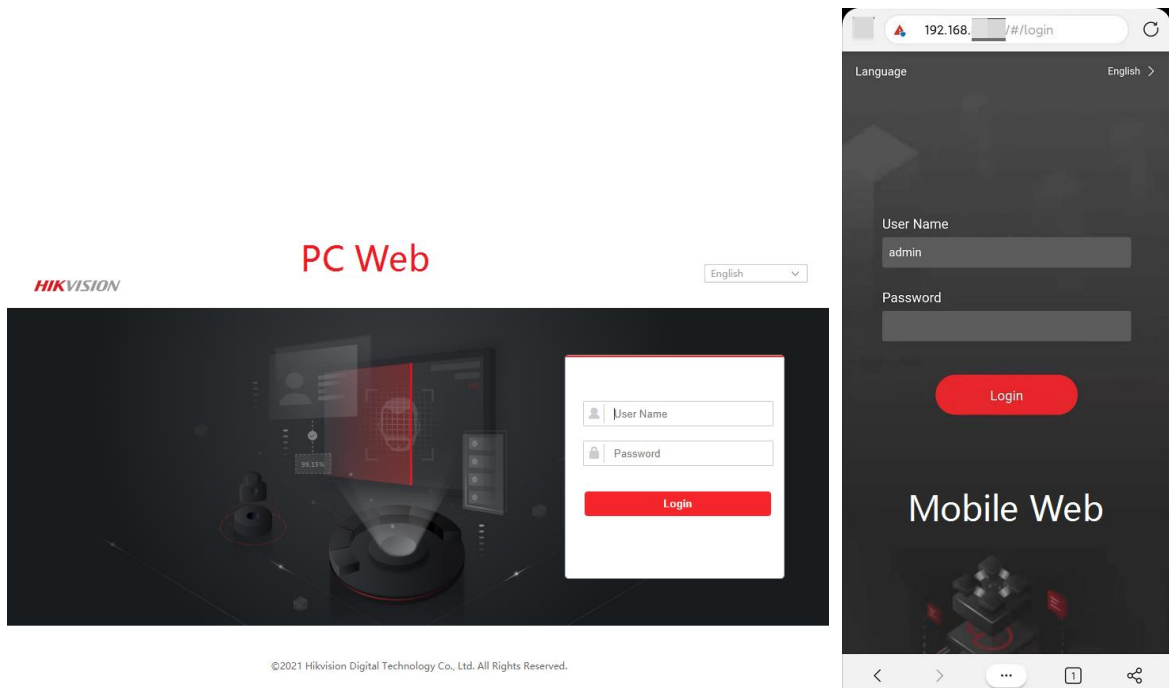 PC Web
HIKVISION
English
User Name
Password
Login
99.15%
©2021 Hikvision Digital Technology Co., Ltd. All Rights Reserved.
192.168. /#/login
Language
English
User Name
admin
Password
Login
Mobile Web
1